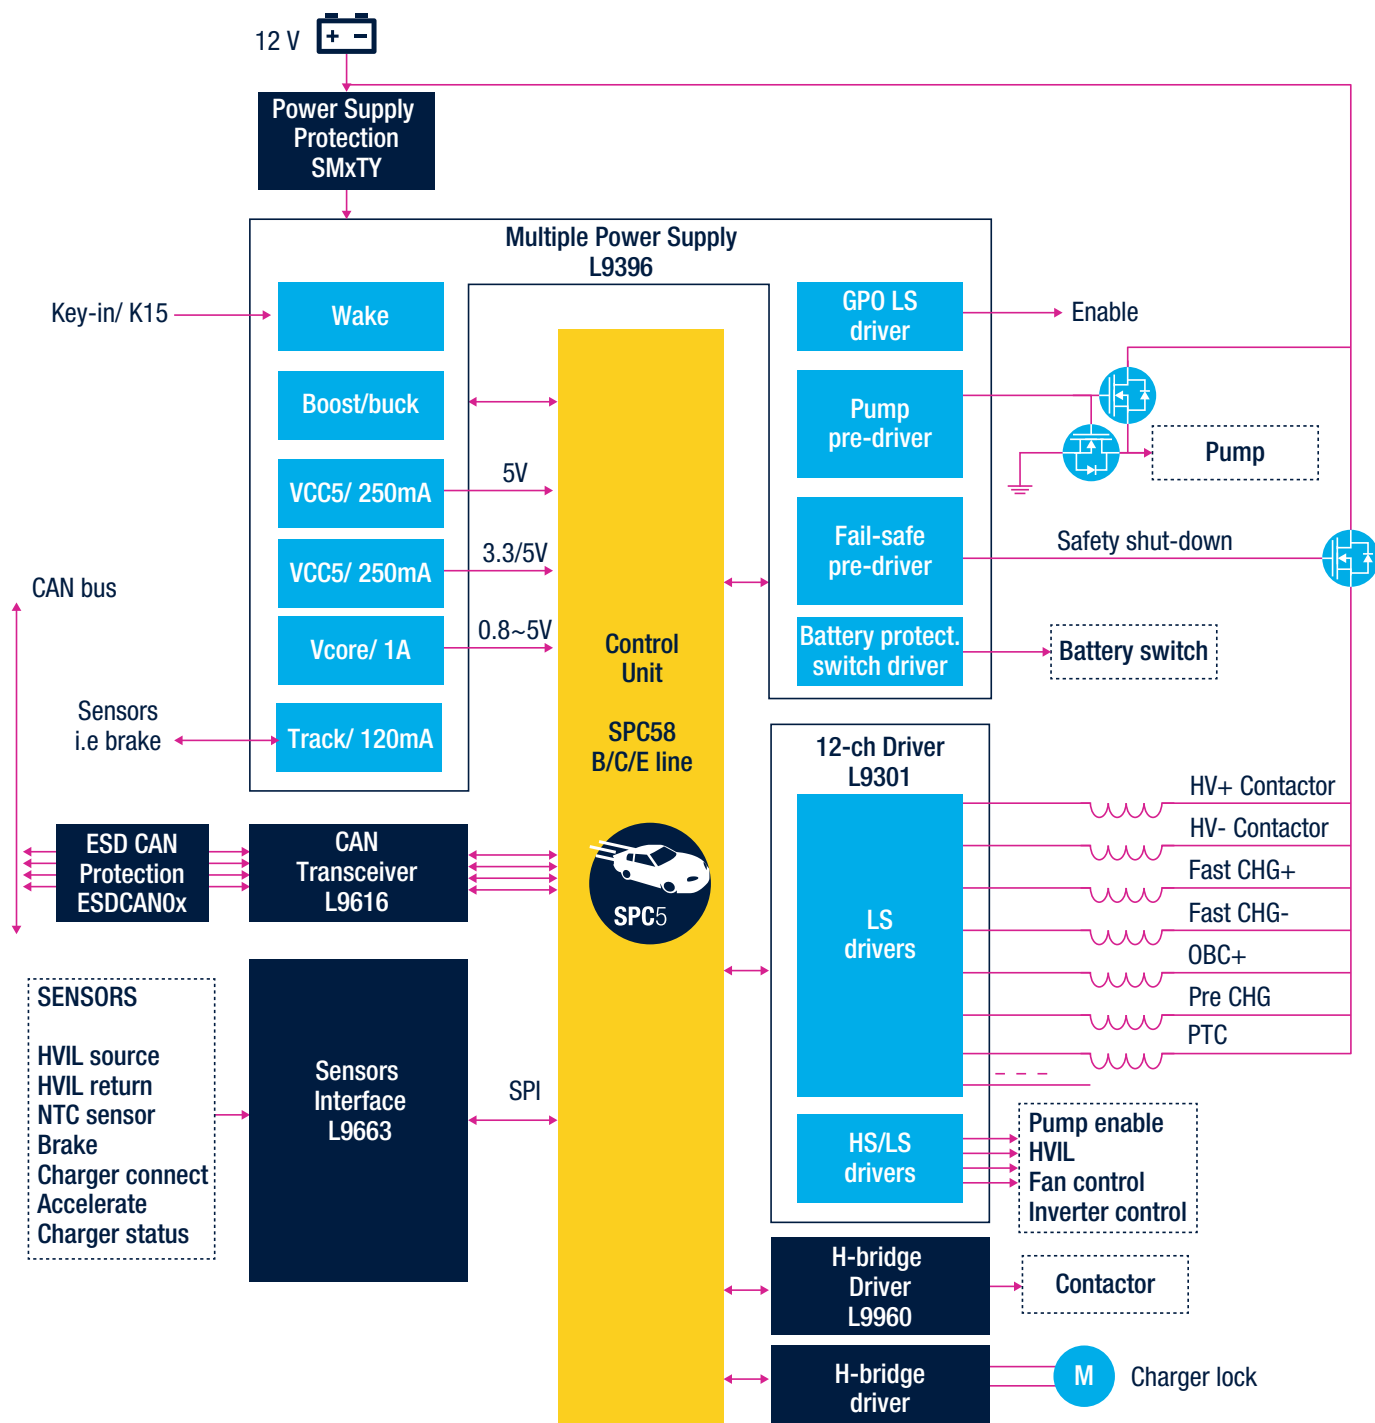 12 V
+ −
Power Supply
Protection
SMxTY
Multiple Power Supply
L9396
Key-in/ K15
Wake
Boost/buck
VCC5/ 250mA
5V
VCC5/ 250mA
3.3/5V
Vcore/ 1A
0.8~5V
Track/ 120mA
Sensors
i.e brake
CAN bus
GPO LS
driver
Enable
Pump
pre-driver
Pump
Fail-safe
pre-driver
Safety shut-down
Battery protect.
switch driver
Battery switch
Control
Unit
SPC58
B/C/E line
SPC5
ESD CAN
Protection
ESDCAN0x
CAN
Transceiver
L9616
12-ch Driver
L9301
LS
drivers
HV+ Contactor
HV- Contactor
Fast CHG+
Fast CHG-
OBC+
Pre CHG
PTC
SENSORS
HVIL source
HVIL return
NTC sensor
Brake
Charger connect
Accelerate
Charger status
Sensors
Interface
L9663
SPI
HS/LS
drivers
Pump enable
HVIL
Fan control
Inverter control
H-bridge
Driver
L9960
Contactor
H-bridge
driver
M
Charger lock